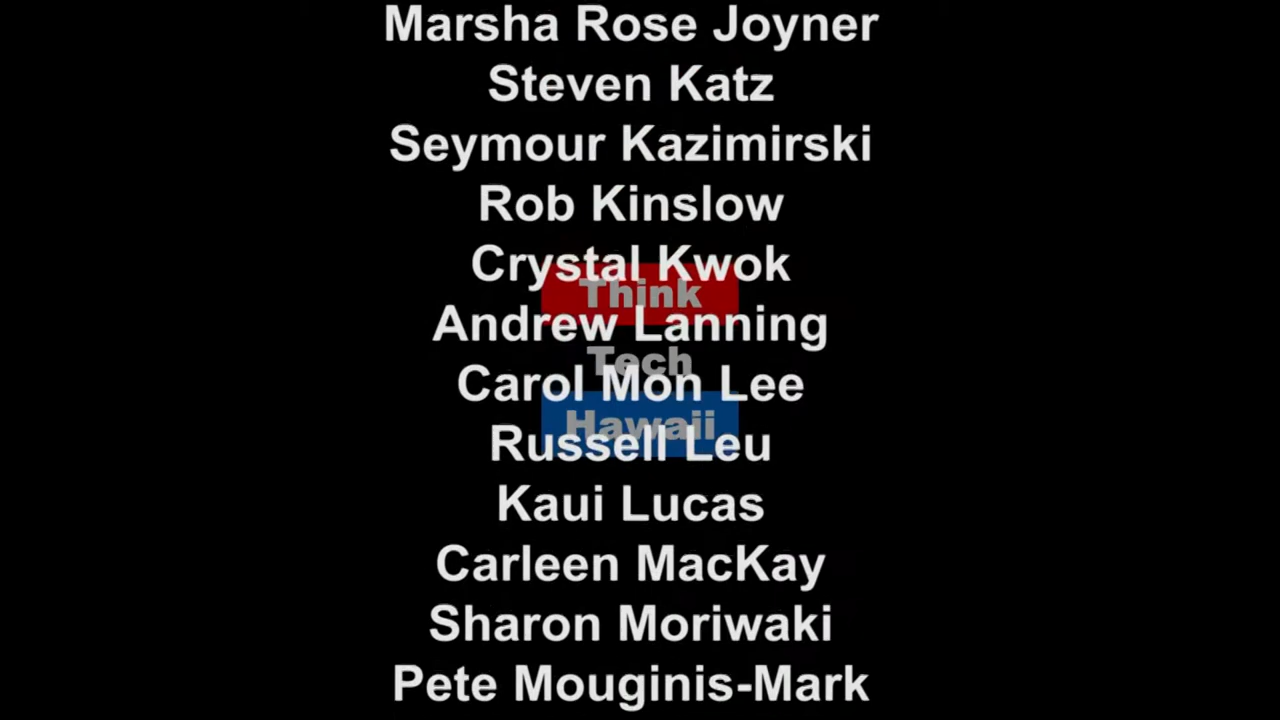 Marsha Rose Joyner
Steven Katz
Seymour Kazimirski
Rob Kinslow
Crystal Kwok
Think
Andrew Lanning
Tech
Carol Mon Lee
Hawaii
Russell Leu
Kaui Lucas
Carleen MacKay
Sharon Moriwaki
Pete Mouginis-Mark